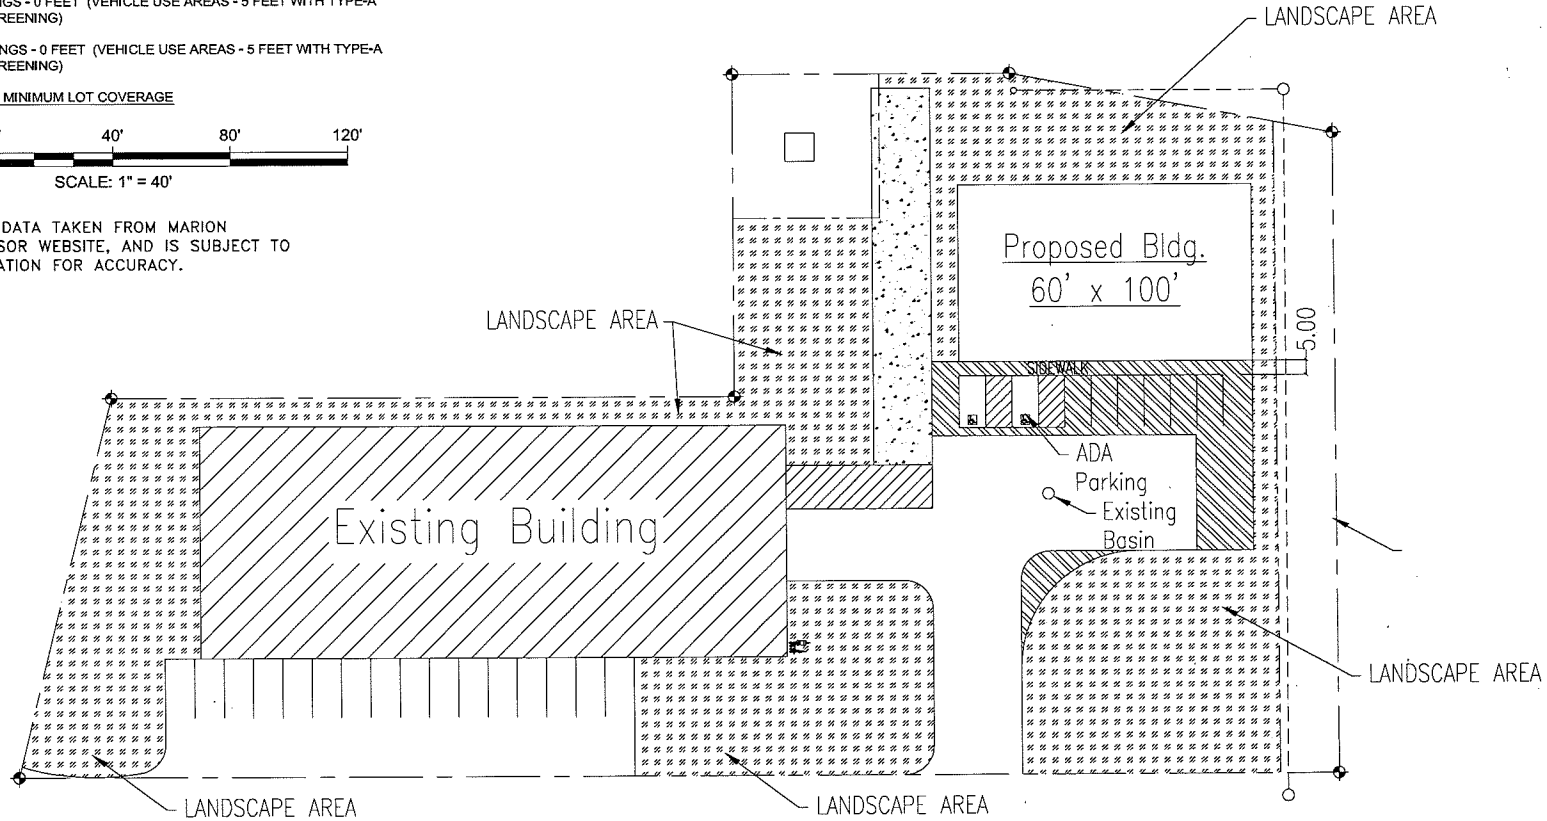 NGS - 0 FEET (VEHICLE USE AREAS - 5 FEET WITH TYPE-A
REENING)
NGS - 0 FEET (VEHICLE USE AREAS - 5 FEET WITH TYPE-A
REENING)
MINIMUM LOT COVERAGE
40' 80' 120'
SCALE: 1" = 40'
DATA TAKEN FROM MARION
SOR WEBSITE, AND IS SUBJECT TO
ATION FOR ACCURACY.
LANDSCAPE AREA
Proposed Bldg.
60' x 100'
LANDSCAPE AREA
5.00
SIDEWALK
ADA
Parking
Existing
Basin
Existing Building
LANDSCAPE AREA
LANDSCAPE AREA
LANDSCAPE AREA